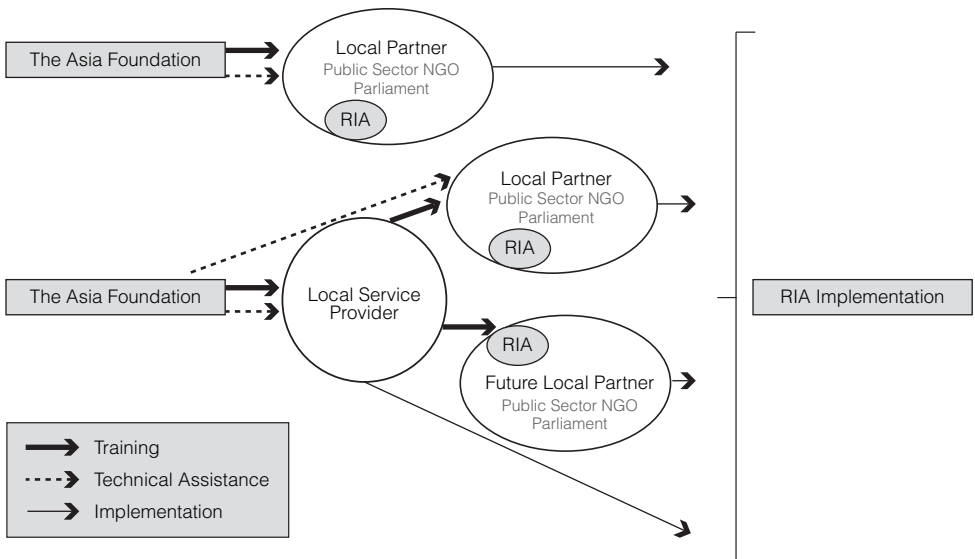 The Asia Foundation
Local Partner
Public Sector NGO
Parliament
RIA
Local Partner
Public Sector NGO
Parliament
RIA
The Asia Foundation
Local Service
Provider
RIA Implementation
RIA
Future Local Partner
Public Sector NGO
Parliament
Training
Technical Assistance
Implementation